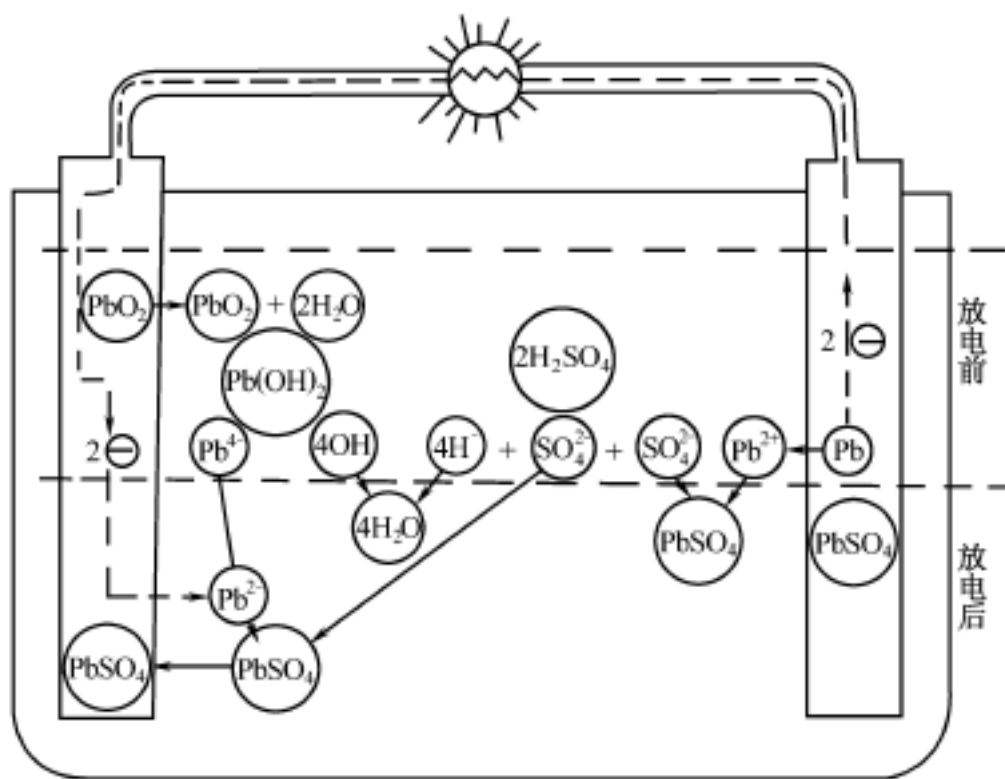 PbO₂ PbO₂ + 2H₂O
Pb(OH)₂
2H₂SO₄
2 ⊖
放电前
2 ⊖
Pb⁴⁻ 4OH 4H⁻ + SO₄²⁻ + SO₄²⁻ Pb²⁺ Pb
4H₂O
PbSO₄ PbSO₄
Pb²⁻
放电后
PbSO₄ PbSO₄